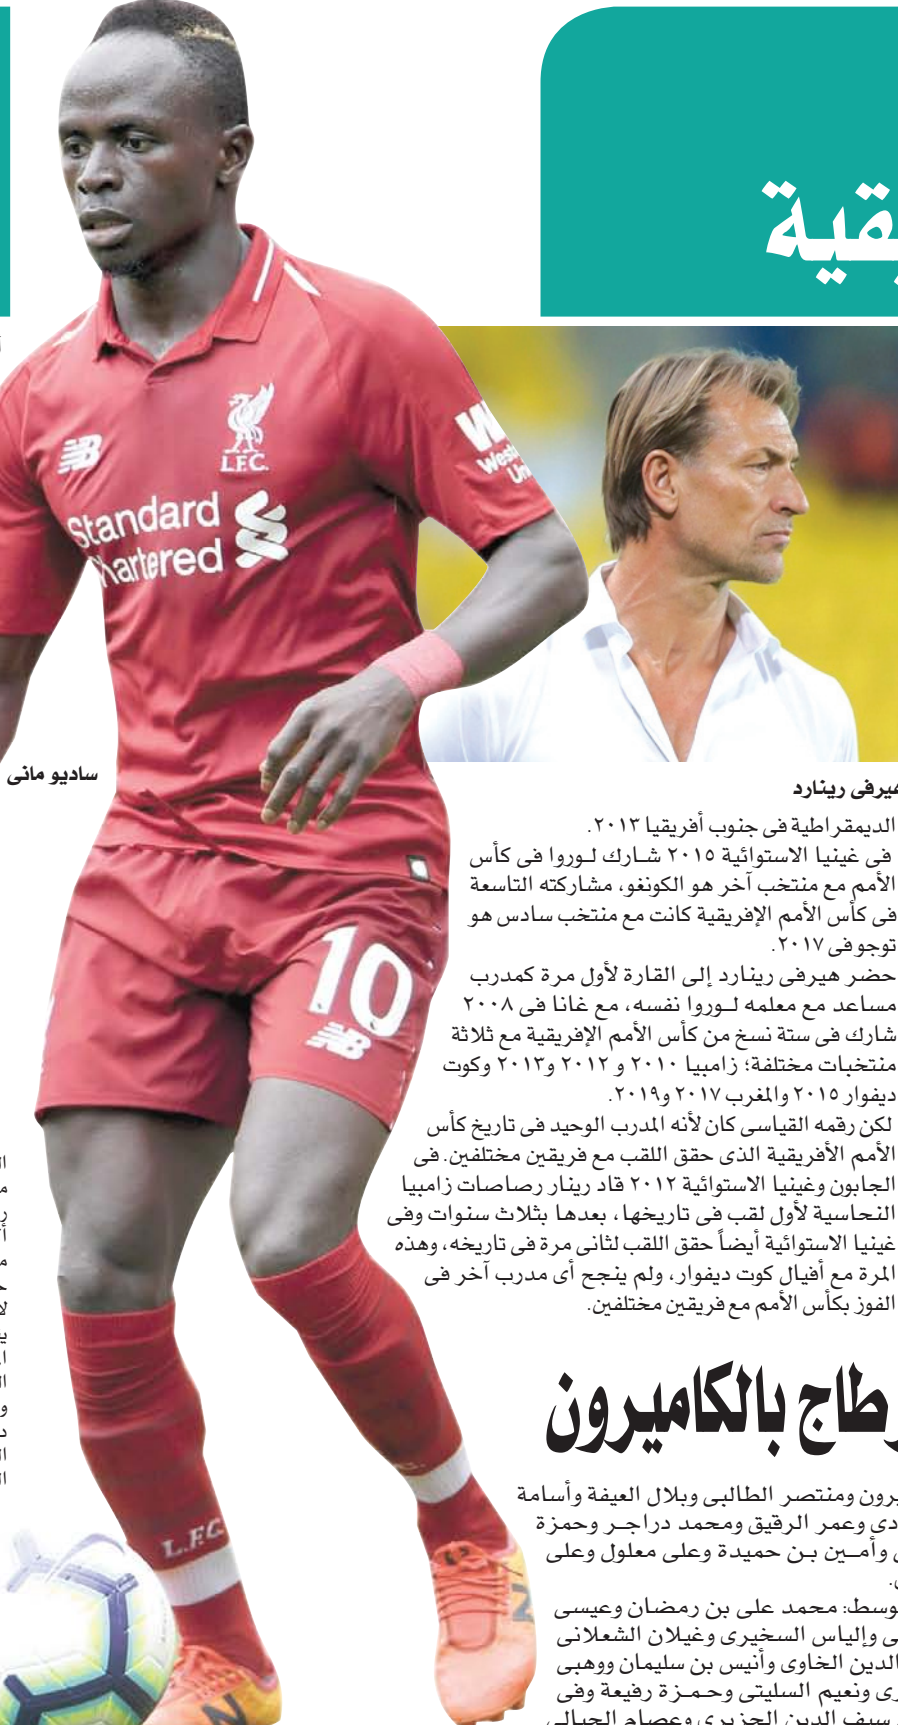 ساديو مانى
هيرفى رينارد
الديمقراطية فى جنوب أفريقيا ٢٠١٣.
فى غينيا الاستوائية ٢٠١٥ شارك لوروا فى كأس
الأمم مع منتخب آخر هو الكونغو، مشاركته التاسعة
فى كأس الأمم الإفريقية كانت مع منتخب سادس هو
توجو فى ٢٠١٧.
حضر هيرفى رينارد إلى القارة لأول مرة كمدرب
مساعد مع معلمه لوروا نفسه، مع غانا فى ٢٠٠٨
شارك فى ستة نسخ من كأس الأمم الإفريقية مع ثلاثة
منتخبات مختلفة؛ زامبيا ٢٠١٠ و ٢٠١٢ و٢٠١٣ وكوت
ديفوار ٢٠١٥ والمغرب ٢٠١٧ و٢٠١٩.
لكن رقمه القياسى كان لأنه المدرب الوحيد فى تاريخ كأس
الأمم الأفريقية الذى حقق اللقب مع فريقين مختلفين. فى
الجابون وغينيا الاستوائية ٢٠١٢ قاد رينار رصاصات زامبيا
النحاسية لأول لقب فى تاريخها، بعدها بثلاث سنوات وفى
غينيا الاستوائية أيضاً حقق اللقب لثانى مرة فى تاريخه، وهذه
المرة مع أفيال كوت ديفوار، ولم ينجح أى مدرب آخر فى
الفوز بكأس الأمم مع فريقين مختلفين.
بالكاميرون
ومنتصر الطالبى وبلال العيفة وأسامة
وعمر الرقيق ومحمد دراجر وحمزة
وأمين بن حميدة وعلى معلول وعلى
محمد على بن رمضان وعيسى
وإلياس السخيرى وغيلان الشعلانى
الدين الخاوى وأنيس بن سليمان ووهبى
ونعيم السليتى وحمزة رفيعة وفى
سيف الدين الجزيرى وعصام الجبالى
L.F.C.
Standard
Chartered
10
L.F.C